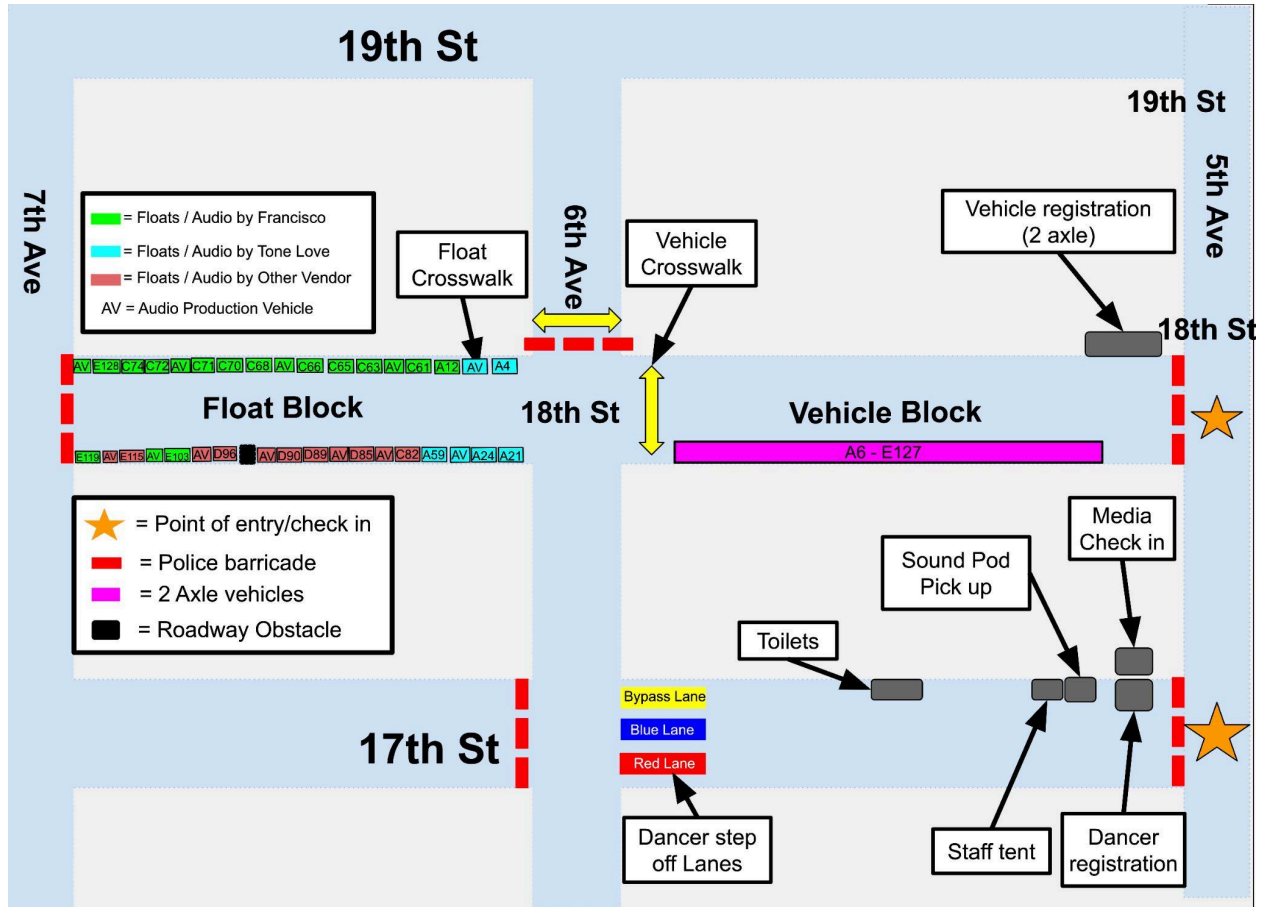 19th St
19th St
7th Ave
6th Ave
5th Ave
= Floats / Audio by Francisco
= Floats / Audio by Tone Love
= Floats / Audio by Other Vendor
AV = Audio Production Vehicle
Float
Crosswalk
Vehicle
Crosswalk
Vehicle registration
(2 axle)
18th St
AV E128 C74 C72 AV C71 C70 C68 AV C66 C65 C63 AV C61 A12 AV A4
Float Block
18th St
Vehicle Block
E119 AV E115 AV E103 AV D96 AV D90 D89 AV D85 AV C82 A59 AV A24 A21
A6 - E127
= Point of entry/check in
= Police barricade
= 2 Axle vehicles
= Roadway Obstacle
Media
Check in
Sound Pod
Pick up
Toilets
Bypass Lane
Blue Lane
Red Lane
17th St
Dancer step
off Lanes
Staff tent
Dancer
registration